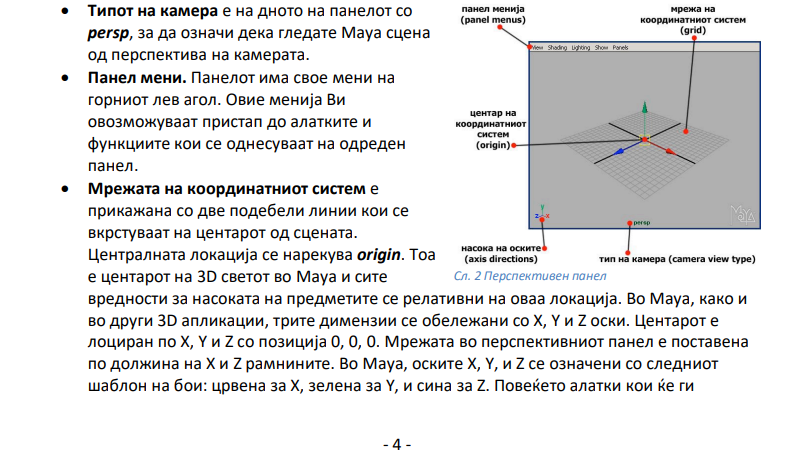 • Типот на камера е на дното на панелот со
persp, за да означи дека гледате Maya сцена
од перспектива на камерата.
• Панел мени. Панелот има свое мени на
горниот лев агол. Овие менија Ви
овозможуваат пристап до алатките и
функциите кои се однесуваат на одреден
панел.
• Мрежата на координатниот систем е
прикажана со две подебели линии кои се
вкрстуваат на центарот од сцената.
Централната локација се нарекува origin. Тоа
е центарот на 3D светот во Maya и сите
панел менија
(panel menus)
мрежа на
координатниот систем
(grid)
View Shading Lighting Show Panels
центар на
координатниот
систем
(origin)
Y
Z X
persp
MAYA
насока на оските
(axis directions)
тип на камера (camera view type)
Сл. 2 Перспективен панел
вредности за насоката на предметите се релативни на оваа локација. Во Maya, како и
во други 3D апликации, трите димензии се обележани со X, Y и Z оски. Центарот е
лоциран по X, Y и Z со позиција 0, 0, 0. Мрежата во перспективниот панел е поставена
по должина на X и Z рамнините. Во Maya, оските X, Y, и Z се означени со следниот
шаблон на бои: црвена за X, зелена за Y, и сина за Z. Повеќето алатки кои ќе ги
- 4 -